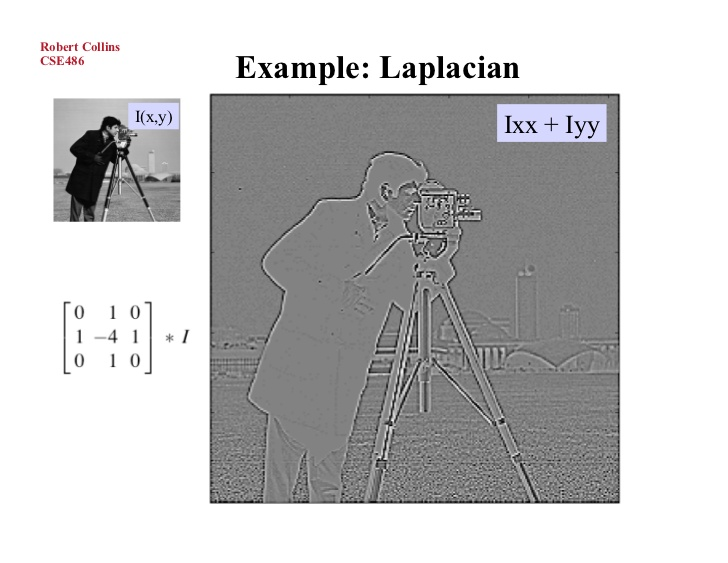 Robert Collins
CSE486
Example: Laplacian
I(x,y)
Ixx + Iyy
0 1 0
1 −4 1 * I
0 1 0